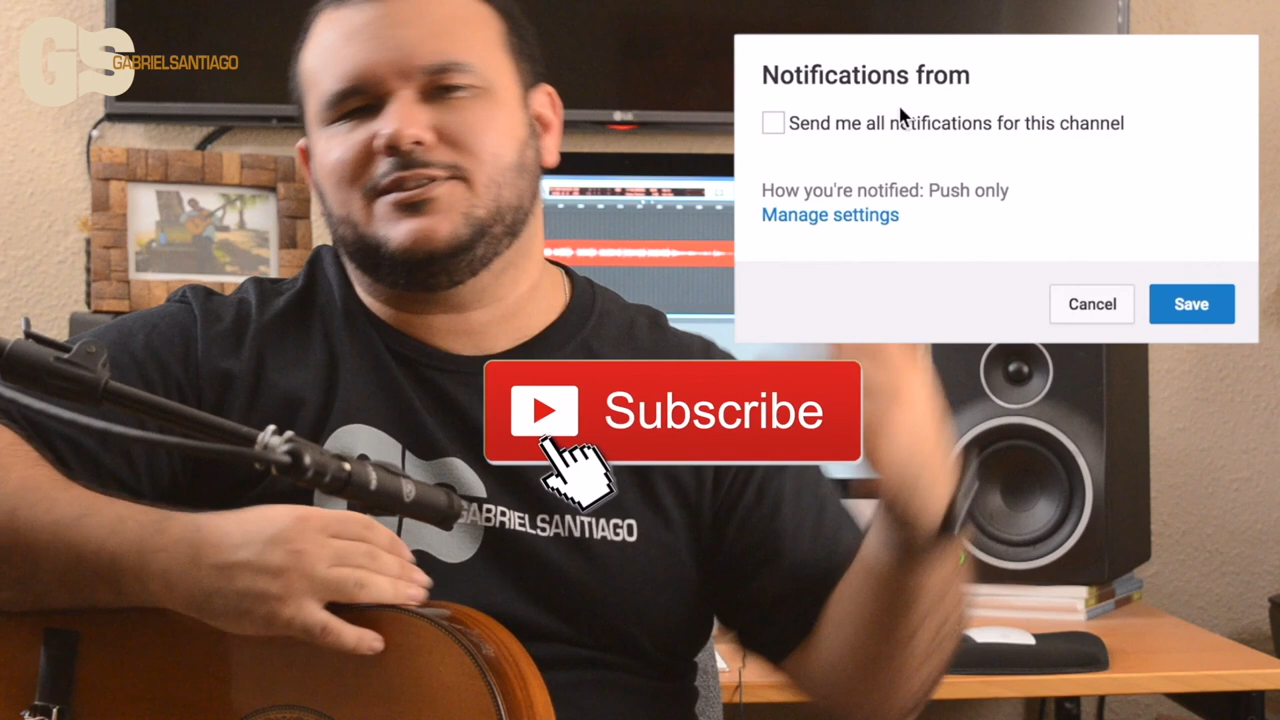 GS
GABRIELSANTIAGO
Notifications from
Send me all notifications for this channel
How you're notified: Push only
Manage settings
Cancel
Save
LG
Subscribe
GABRIELSANTIAGO